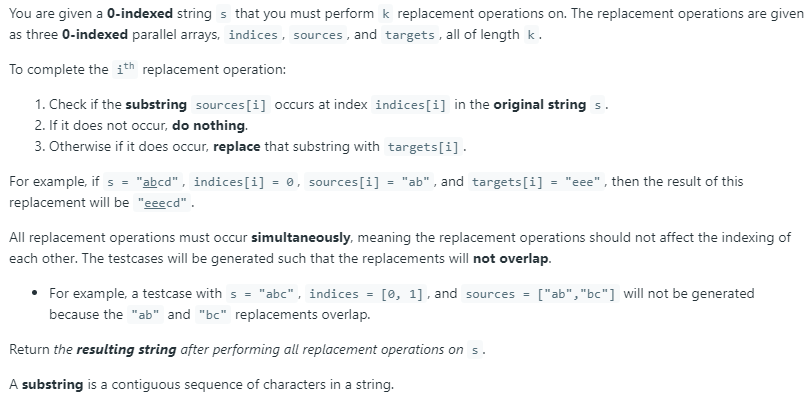 You are given a 0-indexed string s that you must perform k replacement operations on. The replacement operations are given
as three 0-indexed parallel arrays, indices, sources, and targets, all of length k.
To complete the ith replacement operation:
1. Check if the substring sources[i] occurs at index indices[i] in the original string s.
2. If it does not occur, do nothing.
3. Otherwise if it does occur, replace that substring with targets[i].
For example, if s = "abcd", indices[i] = 0, sources[i] = "ab", and targets[i] = "eee", then the result of this
replacement will be "eeecd".
All replacement operations must occur simultaneously, meaning the replacement operations should not affect the indexing of
each other. The testcases will be generated such that the replacements will not overlap.
• For example, a testcase with s = "abc", indices = [0, 1], and sources = ["ab","bc"] will not be generated
because the "ab" and "bc" replacements overlap.
Return the resulting string after performing all replacement operations on s.
A substring is a contiguous sequence of characters in a string.